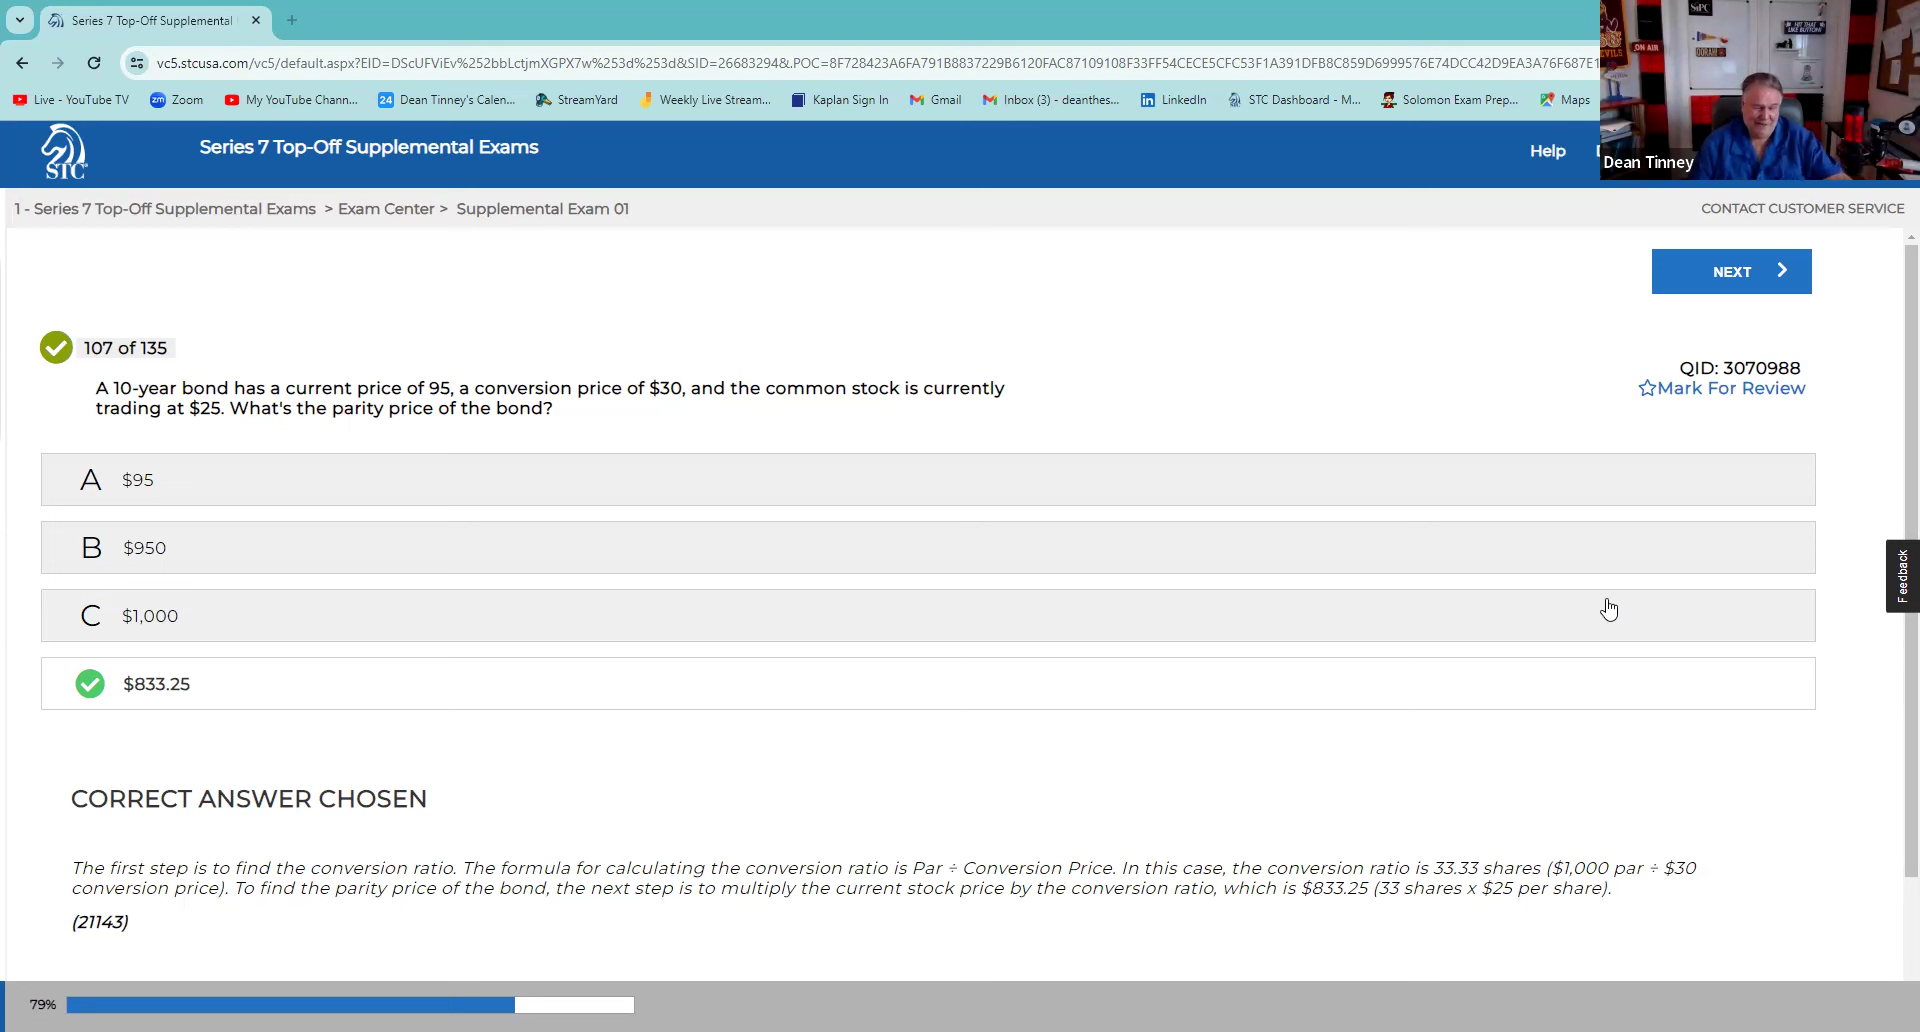 Series 7 Top-Off Supplemental
vc5.stcusa.com/vc5/default.aspx?EID=DScUFViEv%252bbLctjmXGPX7w%253d%253d&SID=26683294&.POC=8F728423A6FA791B8837229B6120FAC87109108F33FF54CECE5CFC53F1A391DFB8C859D6999576E74DCC42D9EA3A76F687E1
Live - YouTube TV
zm Zoom
My YouTube Chann...
24 Dean Tinney's Calen...
StreamYard
Weekly Live Stream...
Kaplan Sign In
Gmail
Inbox (3) - deanthes...
LinkedIn
STC Dashboard - M...
Solomon Exam Prep...
Maps
SIPC
HIT THAT
LIKE BUTTON!
ON AIR
Dean Tinney
STC
Series 7 Top-Off Supplemental Exams
Help
1 - Series 7 Top-Off Supplemental Exams > Exam Center > Supplemental Exam 01
CONTACT CUSTOMER SERVICE
NEXT
107 of 135
QID: 3070988
Mark For Review
A 10-year bond has a current price of 95, a conversion price of $30, and the common stock is currently
trading at $25. What's the parity price of the bond?
A $95
B $950
C $1,000
$833.25
Feedback
CORRECT ANSWER CHOSEN
The first step is to find the conversion ratio. The formula for calculating the conversion ratio is Par ÷ Conversion Price. In this case, the conversion ratio is 33.33 shares ($1,000 par ÷ $30
conversion price). To find the parity price of the bond, the next step is to multiply the current stock price by the conversion ratio, which is $833.25 (33 shares x $25 per share).
(21143)
79%